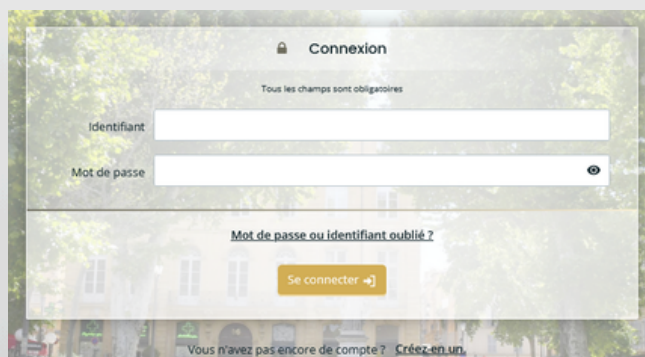 Connexion
Tous les champs sont obligatoires
Identifiant
Mot de passe
Mot de passe ou identifiant oublié ?
Se connecter
Vous n'avez pas encore de compte ? Créez-en un.